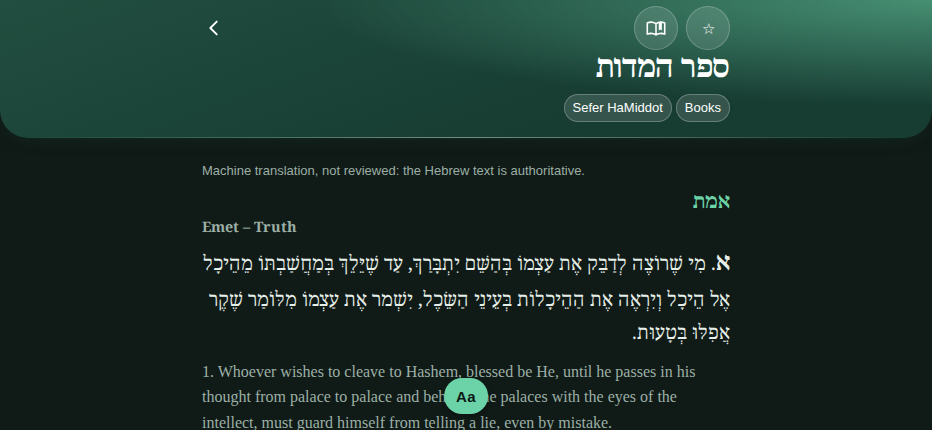 ספר המדות
Sefer HaMiddot
Books
Machine translation, not reviewed: the Hebrew text is authoritative.
אמת
Emet – Truth
א. מִי שֶׁרוֹצֶה לְדַבֵּק אֶת עַצְמוֹ בְּהַשֵּׁם יִתְבָּרַךְ, עַד שֶׁיֵּלֵךְ בְּמַחֲשַׁבְתּוֹ מֵהֵיכָל
אֶל הֵיכָל וְיִרְאֶה אֶת הַהֵיכָלוֹת בְּעֵינֵי הַשֵּׂכֶל, יִשְׁמֹר אֶת עַצְמוֹ מִלּוֹמַר שֶׁקֶר
אֲפִלּוּ בְּטָעוּת.
1. Whoever wishes to cleave to Hashem, blessed be He, until he passes in his
thought from palace to palace and palaces with the eyes of the
Aa
intellect, must guard himself from telling a lie, even by mistake.